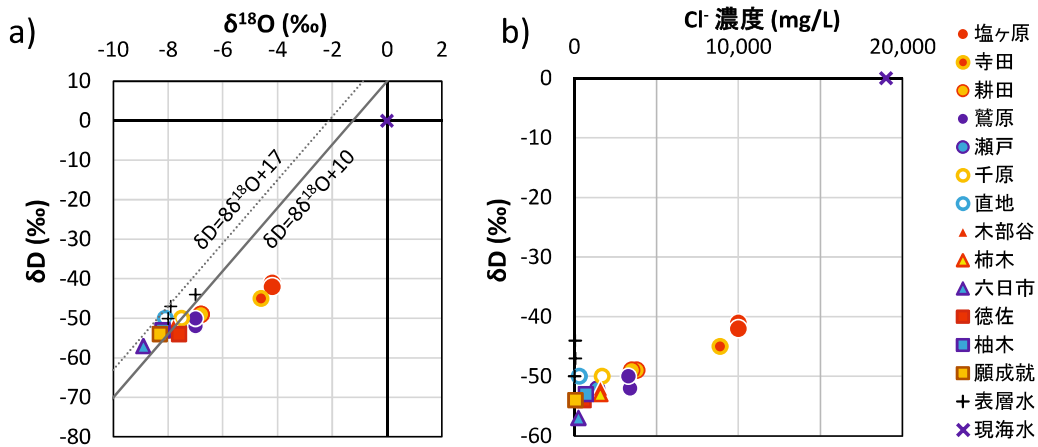 a)
δ¹⁸O (‰)
-10 -8 -6 -4 -2 0 2
δD (‰)
10
0
-10
-20
-30
-40
-50
-60
-70
-80
δD=8δ¹⁸O+17
δD=8δ¹⁸O+10
b)
Cl⁻ 濃度 (mg/L)
0 10,000 20,000
δD (‰)
0
-10
-20
-30
-40
-50
-60
塩ヶ原
寺田
耕田
鷲原
瀬戸
千原
直地
木部谷
柿木
六日市
徳佐
柚木
願成就
表層水
現海水